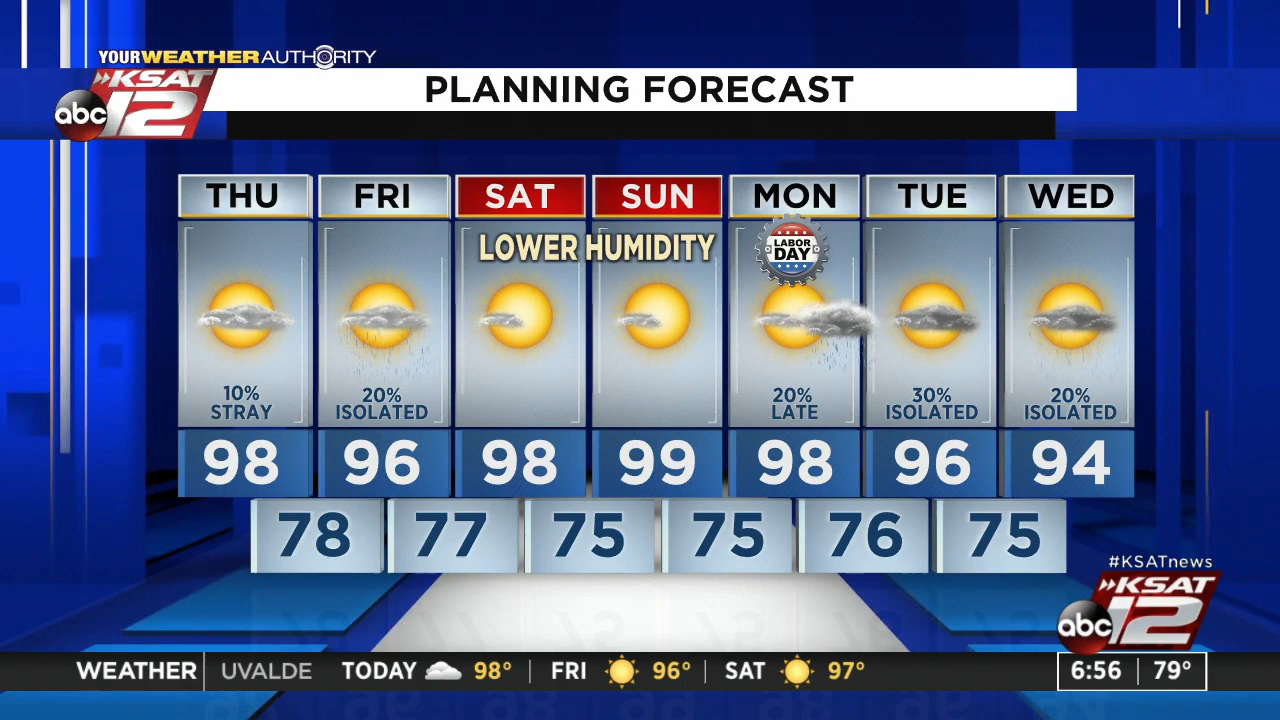 YOURWEATHERAUTHORITY
KSAT
abc 12
PLANNING FORECAST
THU FRI SAT SUN MON TUE WED
LOWER HUMIDITY
LABOR
DAY
10% 20% 20% 30% 20%
STRAY ISOLATED LATE ISOLATED ISOLATED
98 96 98 99 98 96 94
78 77 75 75 76 75
#KSATnews
KSAT
abc 12
WEATHER UVALDE TODAY 98° FRI 96° SAT 97° 6:56 79°